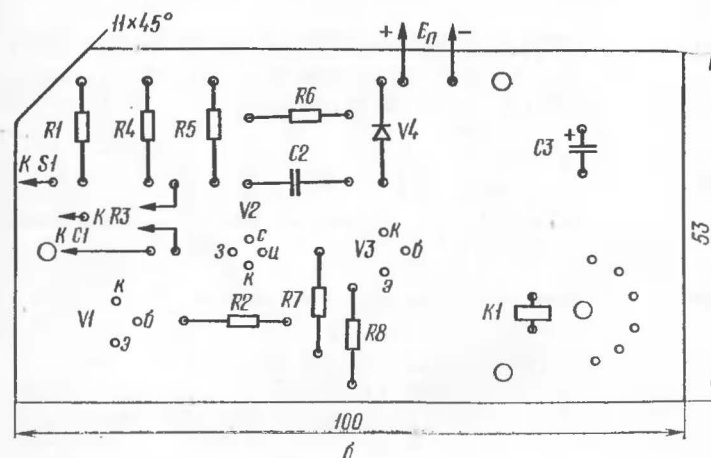 11×45°
+ Eп −
R1
R4
R5
R6
V4
C3
+
C2
К S1
К R3
К C1
V2
с
з
и
к
V3
к
б
э
V1
к
б
э
R2
R7
R8
K1
53
100
б